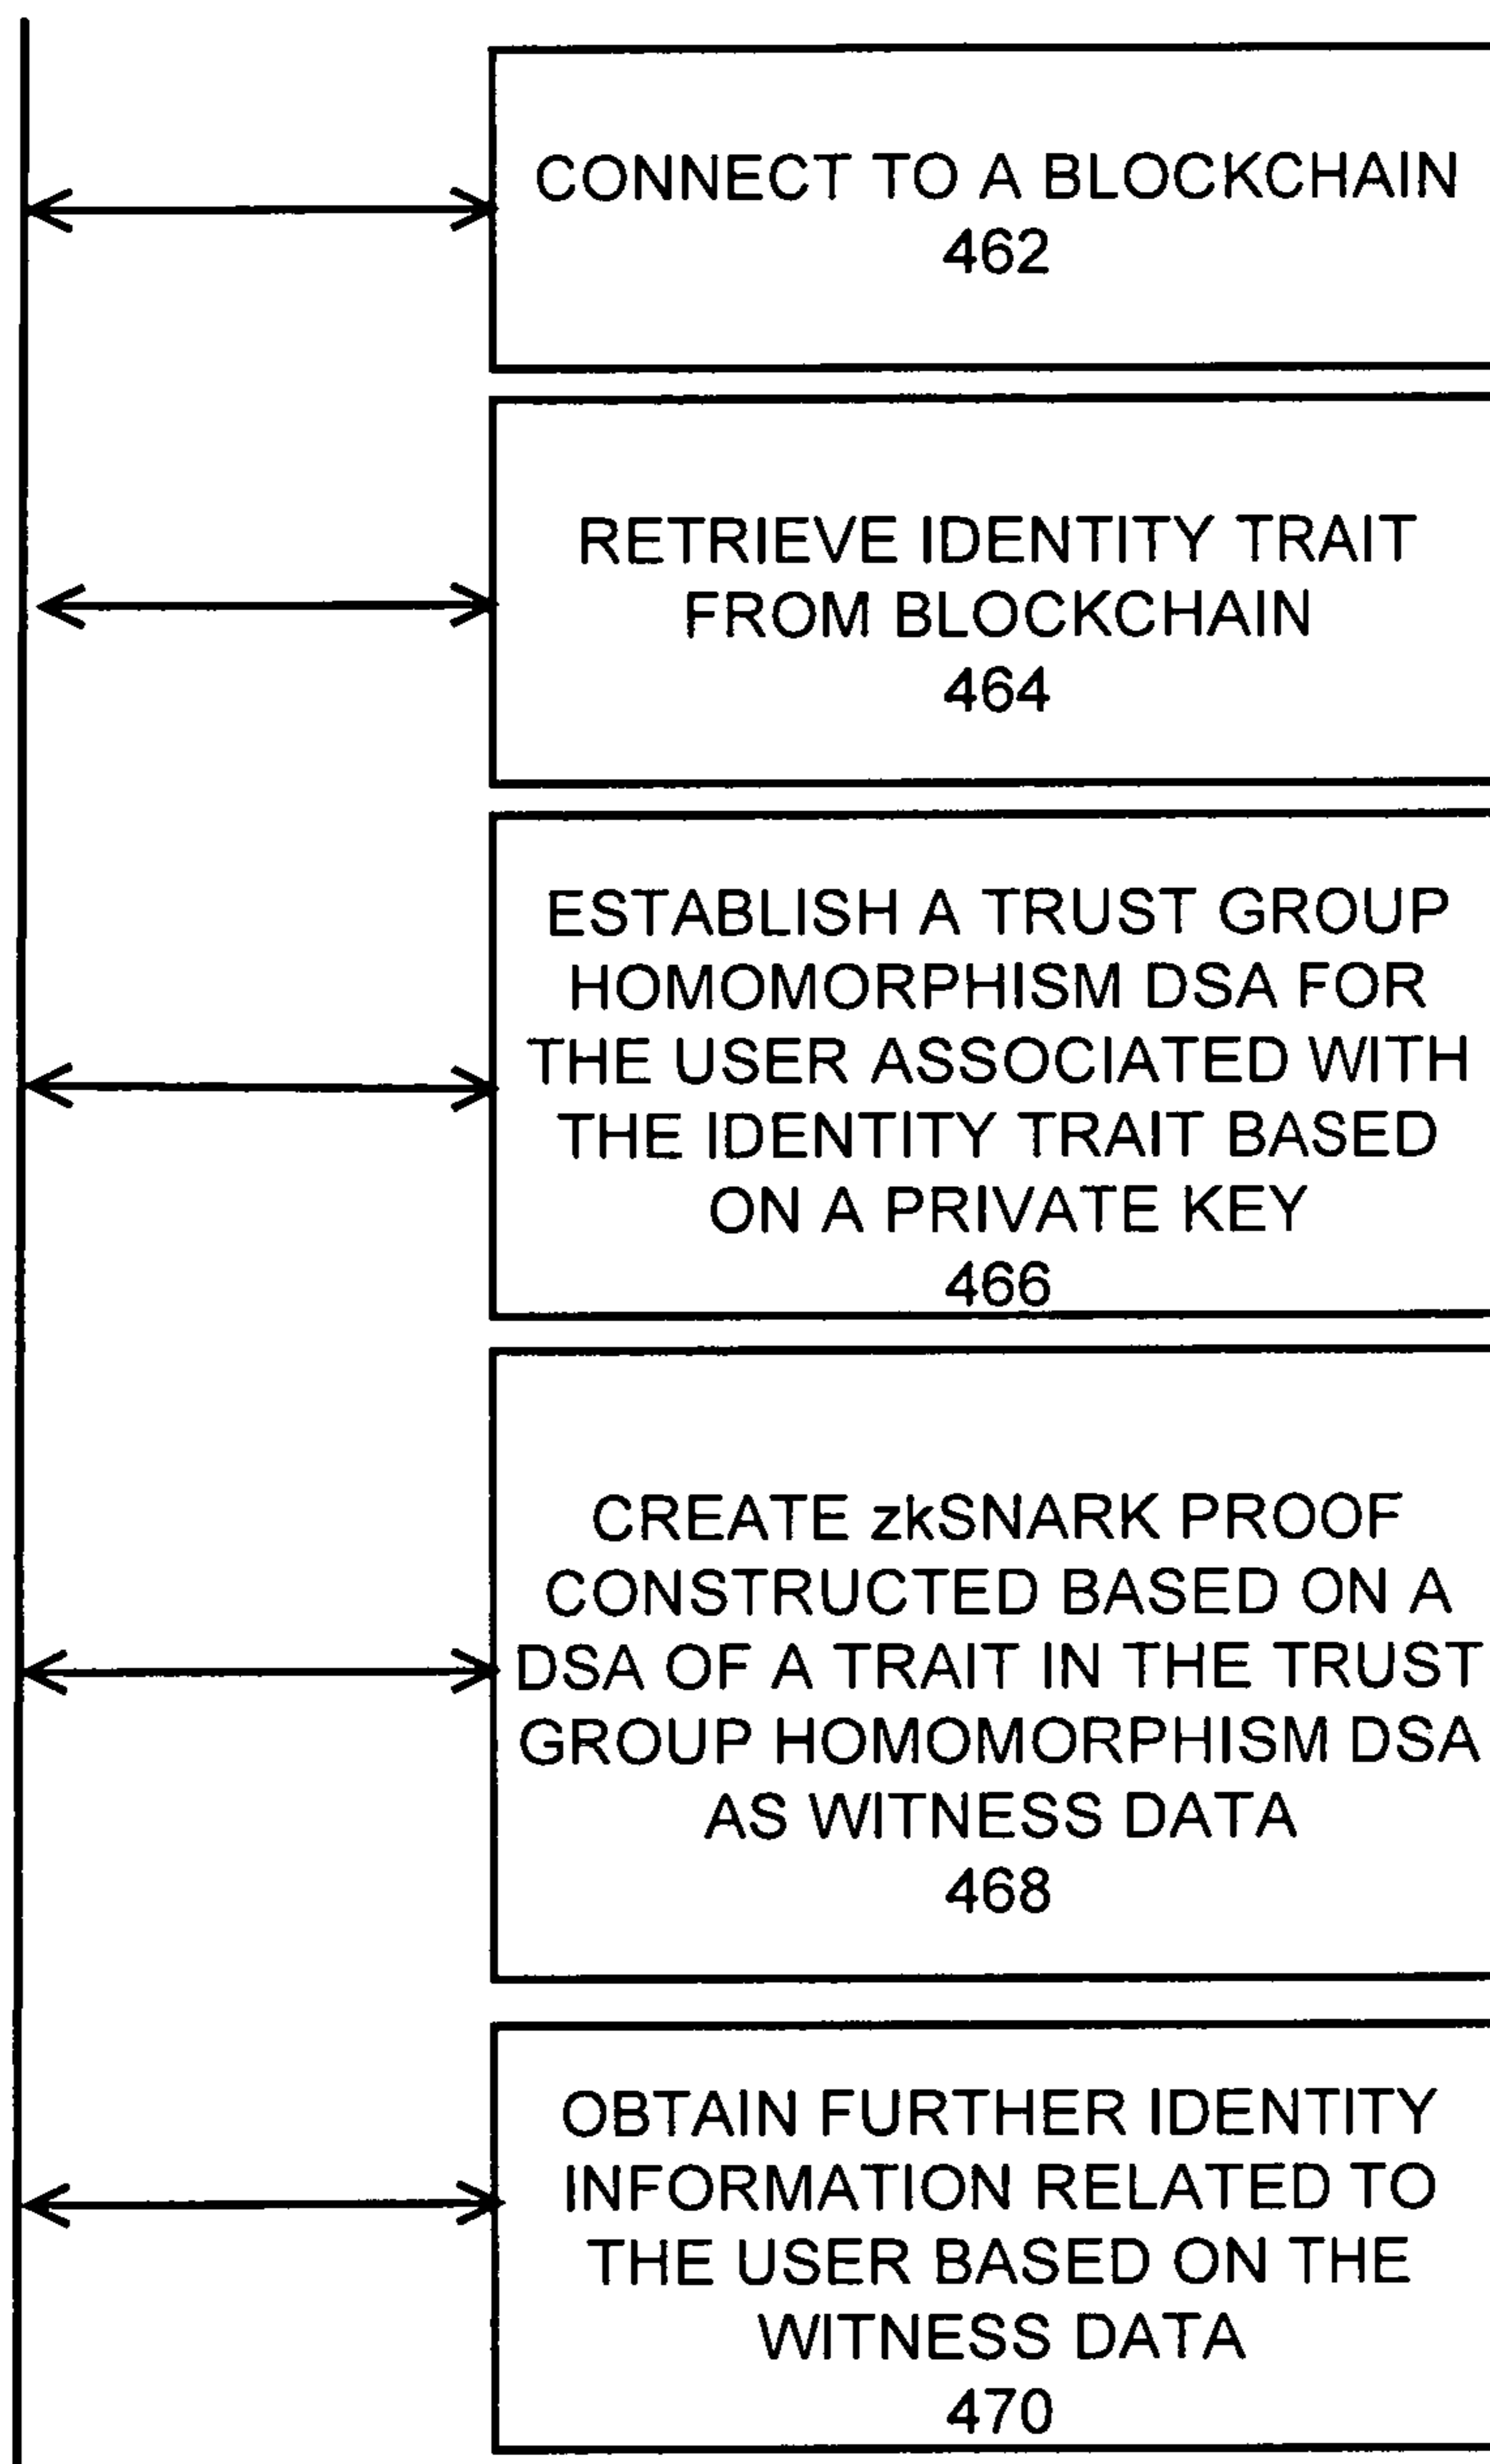 CONNECT TO A BLOCKCHAIN
462
RETRIEVE IDENTITY TRAIT
FROM BLOCKCHAIN
464
ESTABLISH A TRUST GROUP
HOMOMORPHISM DSA FOR
THE USER ASSOCIATED WITH
THE IDENTITY TRAIT BASED
ON A PRIVATE KEY
466
CREATE zkSNARK PROOF
CONSTRUCTED BASED ON A
DSA OF A TRAIT IN THE TRUST
GROUP HOMOMORPHISM DSA
AS WITNESS DATA
468
OBTAIN FURTHER IDENTITY
INFORMATION RELATED TO
THE USER BASED ON THE
WITNESS DATA
470